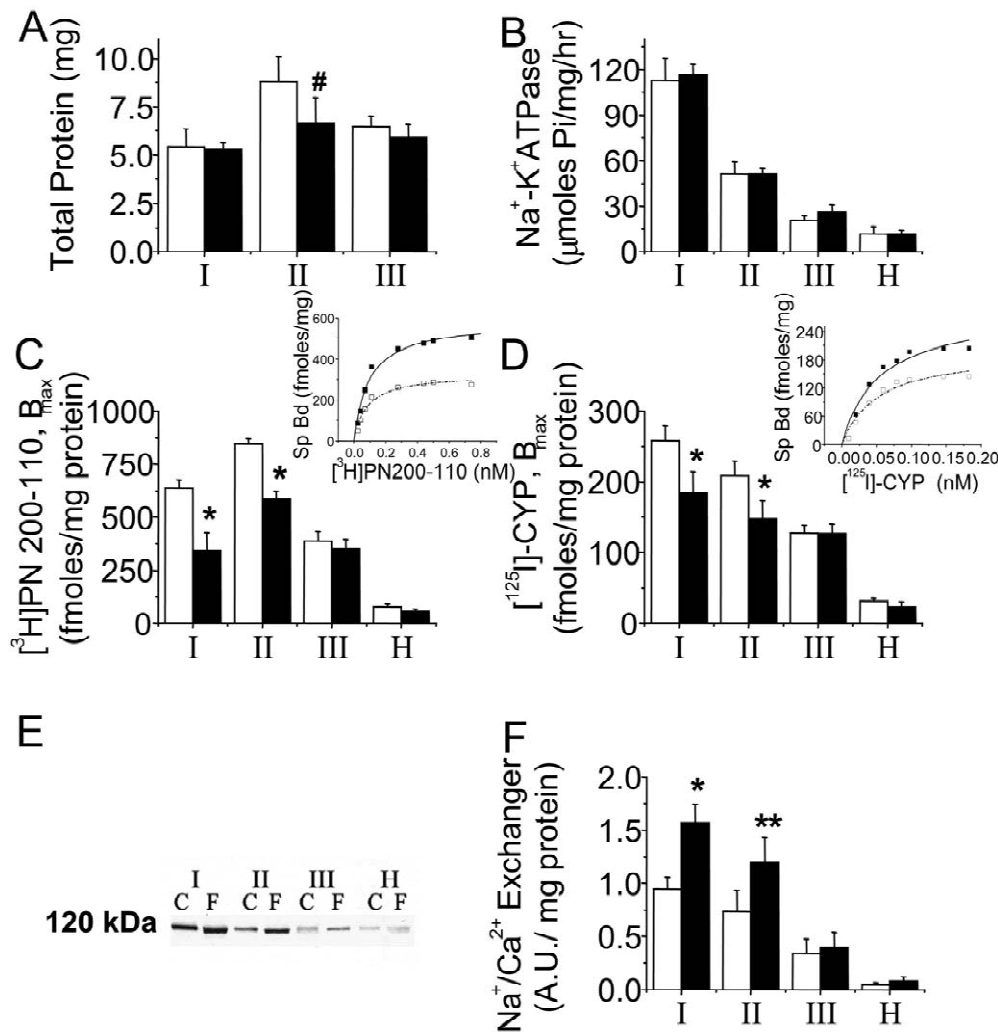 A
Total Protein (mg)
10.0
7.5
5.0
2.5
0.0
#
I II III
B
Na+-K+ATPase
(μmoles Pi/mg/hr)
120
90
60
30
0
I II III H
C
[3H]PN 200-110, Bmax
(fmoles/mg protein)
1000
750
500
250
0
* *
I II III H
Sp Bd (fmoles/mg)
600
400
200
0
0.0 0.2 0.4 0.6 0.8
[3H]PN200-110 (nM)
D
[125I]-CYP, Bmax
(fmoles/mg protein)
300
200
100
0
* *
I II III H
Sp Bd (fmoles/mg)
240
180
120
60
0
0.00 0.05 0.10 0.15 0.20
[125I]-CYP (nM)
E
I II III H
C F C F C F C F
120 kDa
F
Na+/Ca2+ Exchanger
(A.U./ mg protein)
2.0
1.5
1.0
0.5
0.0
* **
I II III H